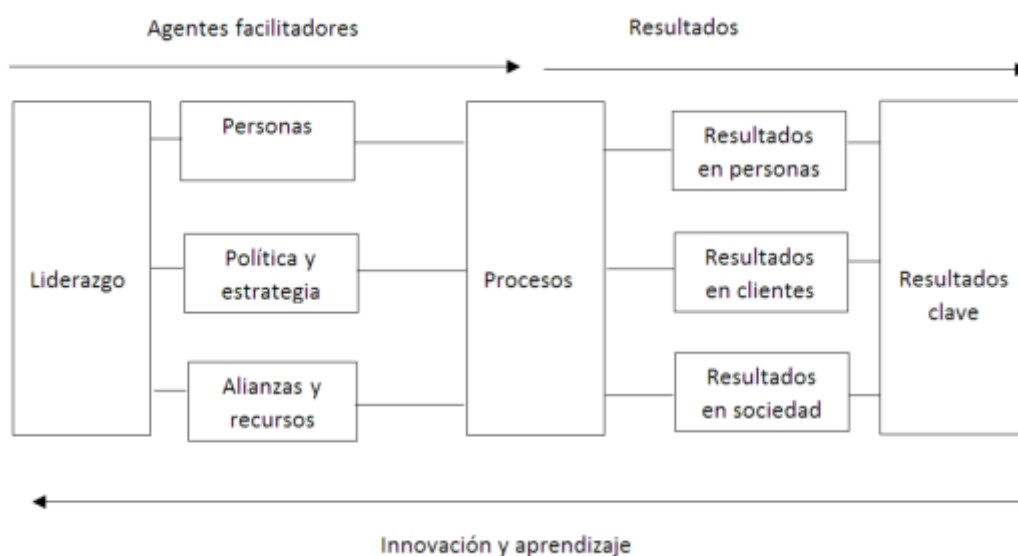 Agentes facilitadores
Resultados
Liderazgo
Personas
Política y
estrategia
Alianzas y
recursos
Procesos
Resultados
en personas
Resultados
en clientes
Resultados
en sociedad
Resultados
clave
Innovación y aprendizaje